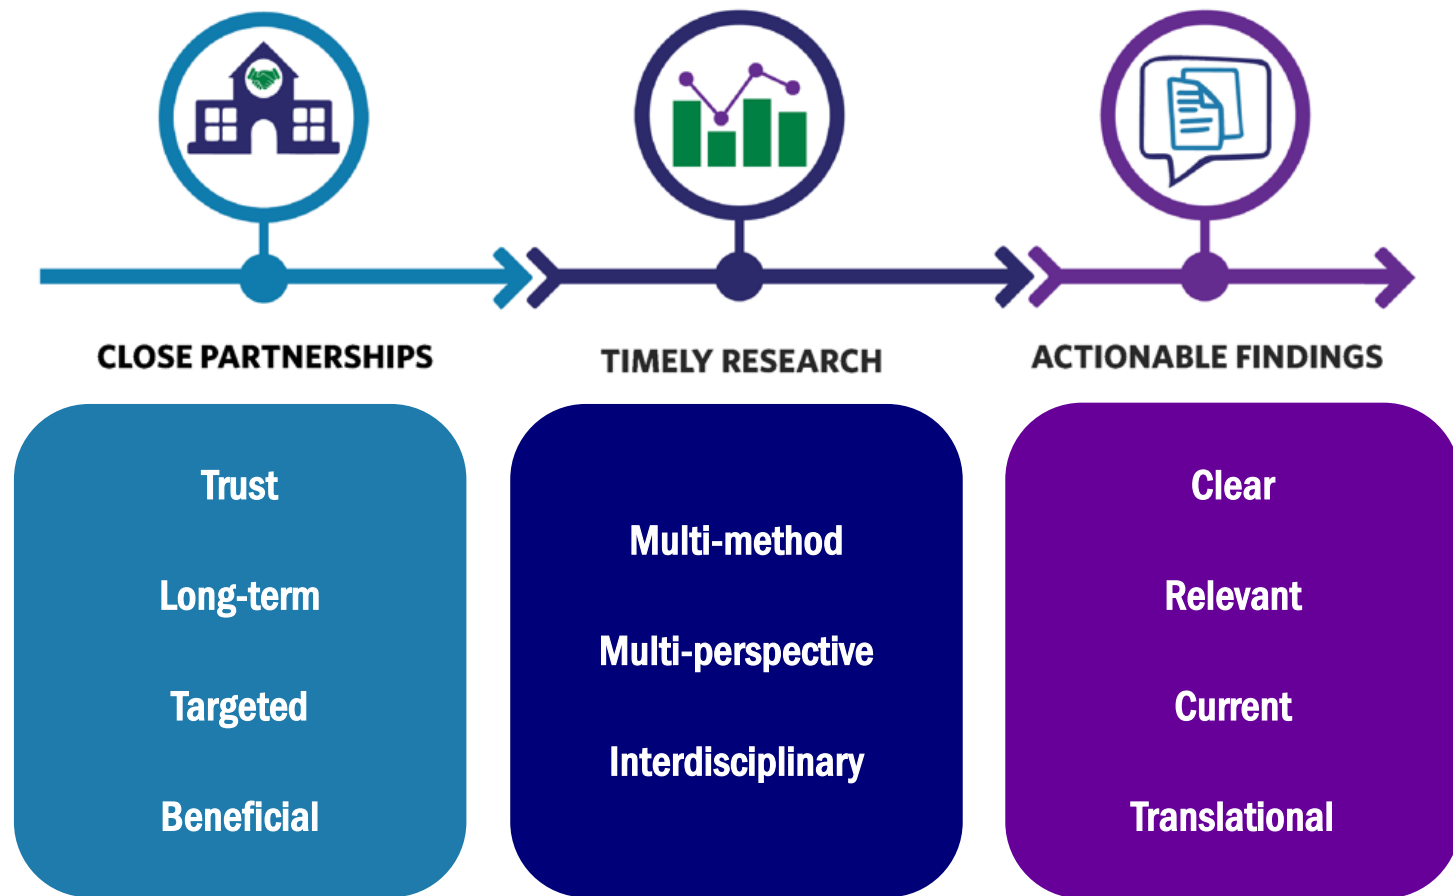 CLOSE PARTNERSHIPS
TIMELY RESEARCH
ACTIONABLE FINDINGS
Trust
Long-term
Targeted
Beneficial
Multi-method
Multi-perspective
Interdisciplinary
Clear
Relevant
Current
Translational